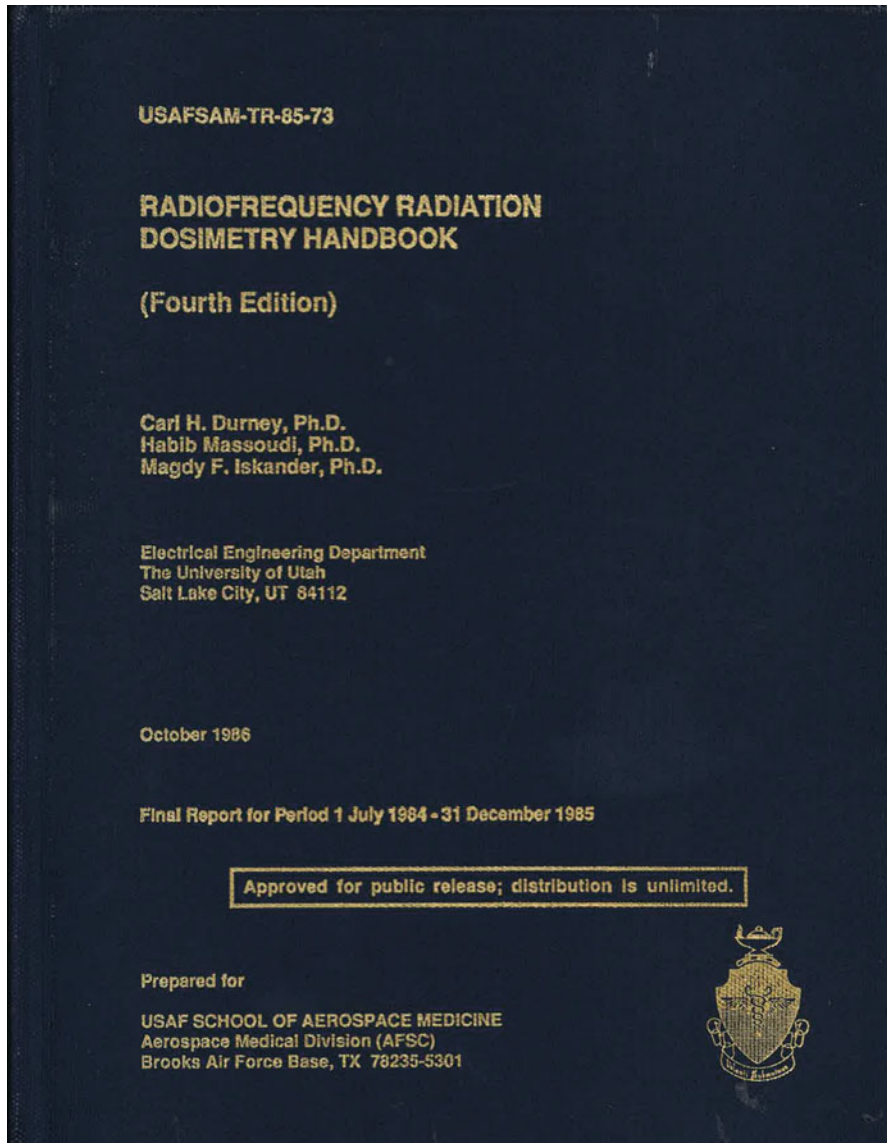 USAFSAM-TR-85-73
RADIOFREQUENCY RADIATION
DOSIMETRY HANDBOOK
(Fourth Edition)
Carl H. Durney, Ph.D.
Habib Massoudi, Ph.D.
Magdy F. Iskander, Ph.D.
Electrical Engineering Department
The University of Utah
Salt Lake City, UT 84112
October 1986
Final Report for Period 1 July 1984 - 31 December 1985
Approved for public release; distribution is unlimited.
Prepared for
USAF SCHOOL OF AEROSPACE MEDICINE
Aerospace Medical Division (AFSC)
Brooks Air Force Base, TX 78235-5301